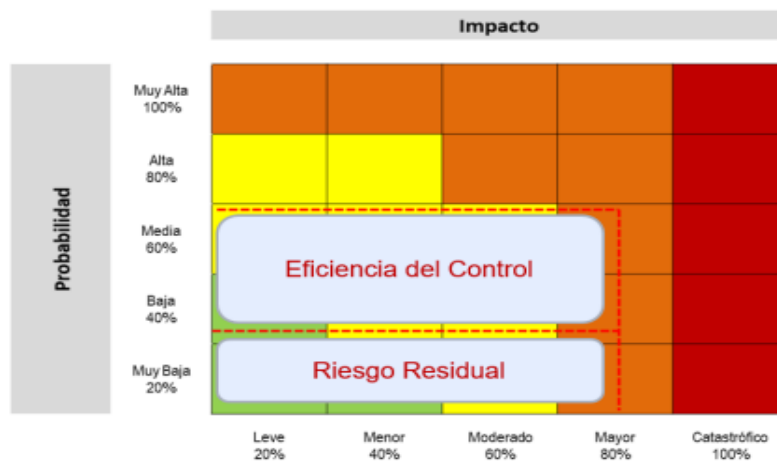 Impacto
Probabilidad
Muy Alta
100%
Alta
80%
Media
60%
Baja
40%
Muy Baja
20%
Eficiencia del Control
Riesgo Residual
Leve
20%
Menor
40%
Moderado
60%
Mayor
80%
Catastrófico
100%